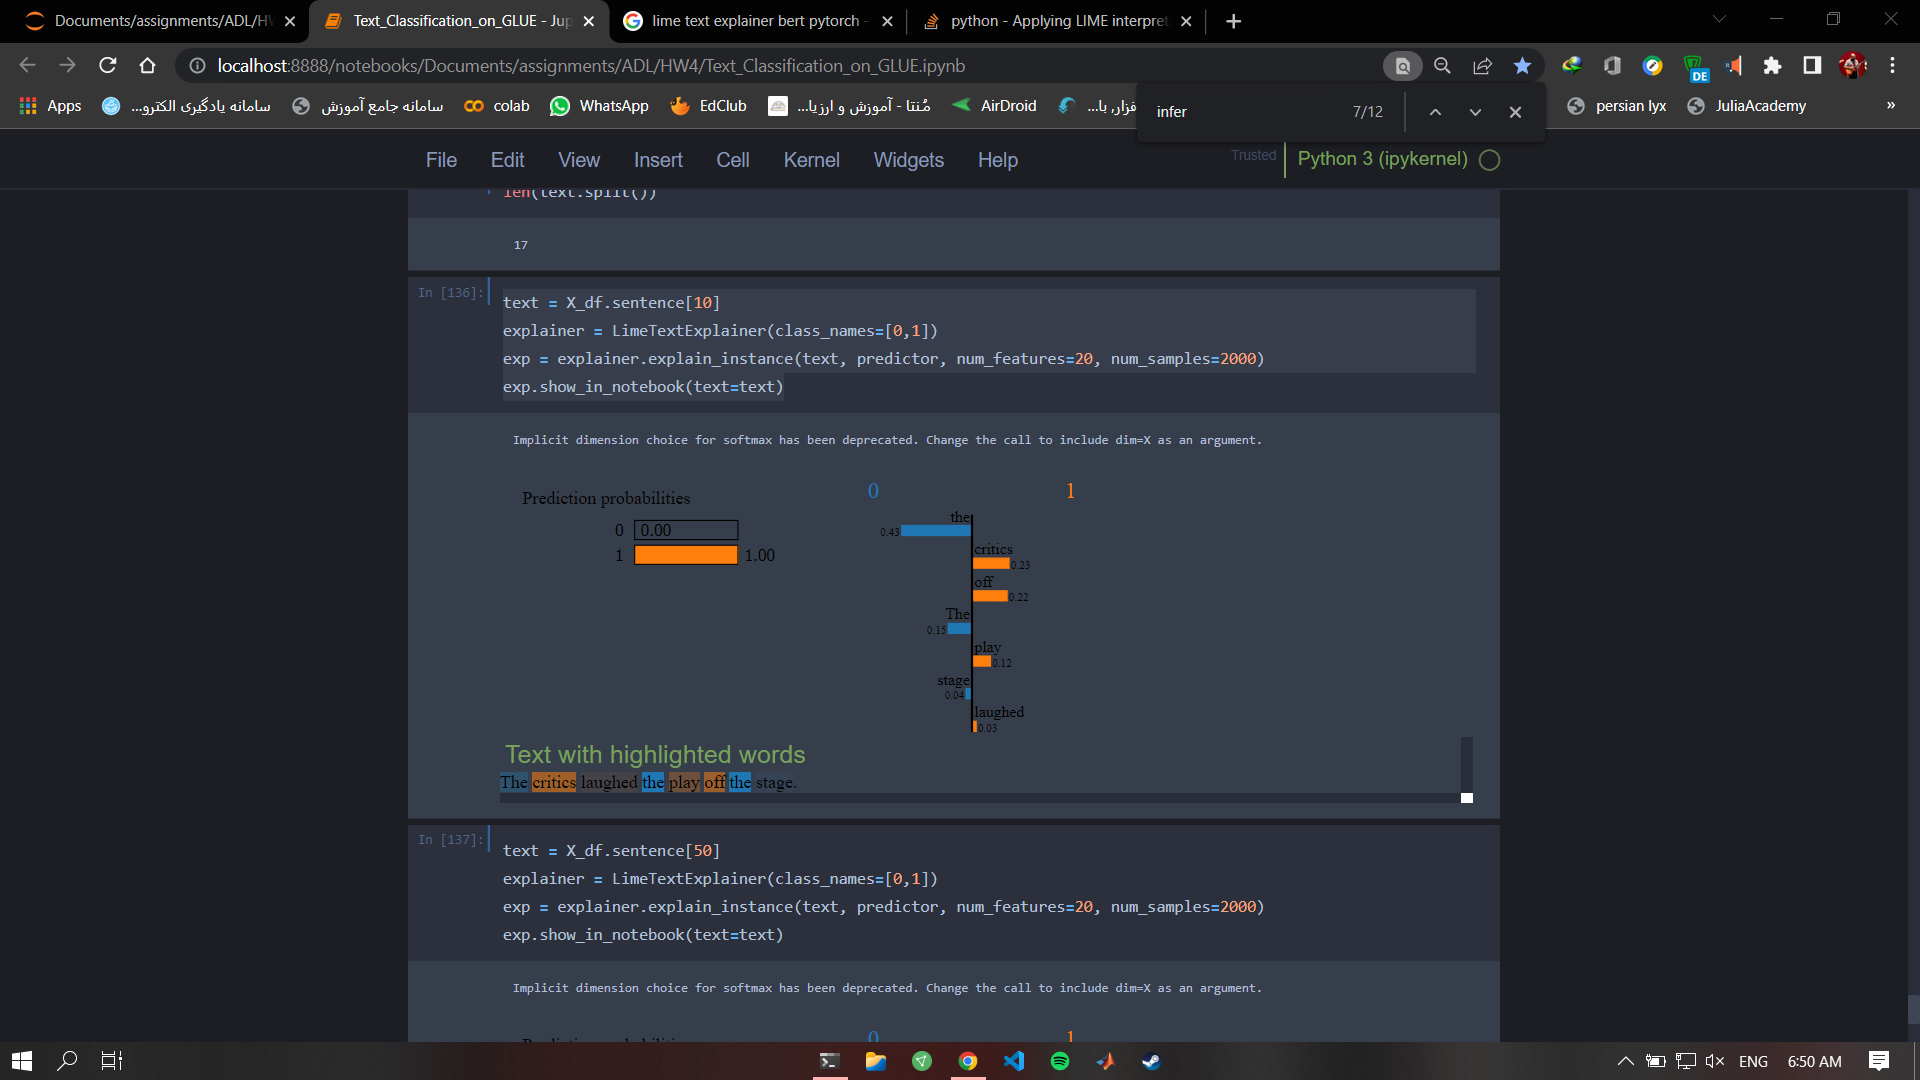 Documents/assignments/ADL/HW
Text_Classification_on_GLUE - Jup
lime text explainer bert pytorch -
python - Applying LIME interpret
localhost:8888/notebooks/Documents/assignments/ADL/HW4/Text_Classification_on_GLUE.ipynb
DE
Apps
سامانه یادگیری الکترو...
سامانه جامع آموزش
colab
WhatsApp
EdClub
مُنتا - آموزش و ارزیا...
AirDroid
فزار, با...
persian lyx
JuliaAcademy
»
infer
7/12
File Edit View Insert Cell Kernel Widgets Help
Trusted
Python 3 (ipykernel)
len(text.split())
17
In [136]:
text = X_df.sentence[10]
explainer = LimeTextExplainer(class_names=[0,1])
exp = explainer.explain_instance(text, predictor, num_features=20, num_samples=2000)
exp.show_in_notebook(text=text)
Implicit dimension choice for softmax has been deprecated. Change the call to include dim=X as an argument.
Prediction probabilities
0 0.00
1 1.00
0 1
the
0.43
critics
0.23
off
0.22
The
0.15
play
0.12
stage
0.04
laughed
0.03
Text with highlighted words
The critics laughed the play off the stage.
In [137]:
text = X_df.sentence[50]
explainer = LimeTextExplainer(class_names=[0,1])
exp = explainer.explain_instance(text, predictor, num_features=20, num_samples=2000)
exp.show_in_notebook(text=text)
Implicit dimension choice for softmax has been deprecated. Change the call to include dim=X as an argument.
Prediction probabilities
0 1
ENG
6:50 AM